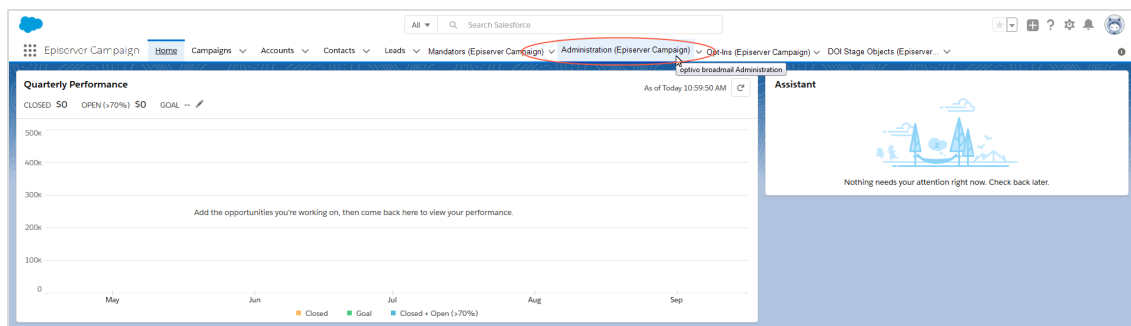 All
Search Salesforce
Episerver Campaign Home Campaigns Accounts Contacts Leads Mandators (Episerver Campaign) Administration (Episerver Campaign) Opt-Ins (Episerver Campaign) DOI Stage Objects (Episerver...
optivo broadmail Administration
Quarterly Performance
As of Today 10:59:50 AM
CLOSED $0 OPEN (>70%) $0 GOAL --
500K
400K
300K
Add the opportunities you're working on, then come back here to view your performance.
200K
100K
0
May Jun Jul Aug Sep
Closed Goal Closed + Open (>70%)
Assistant
Nothing needs your attention right now. Check back later.